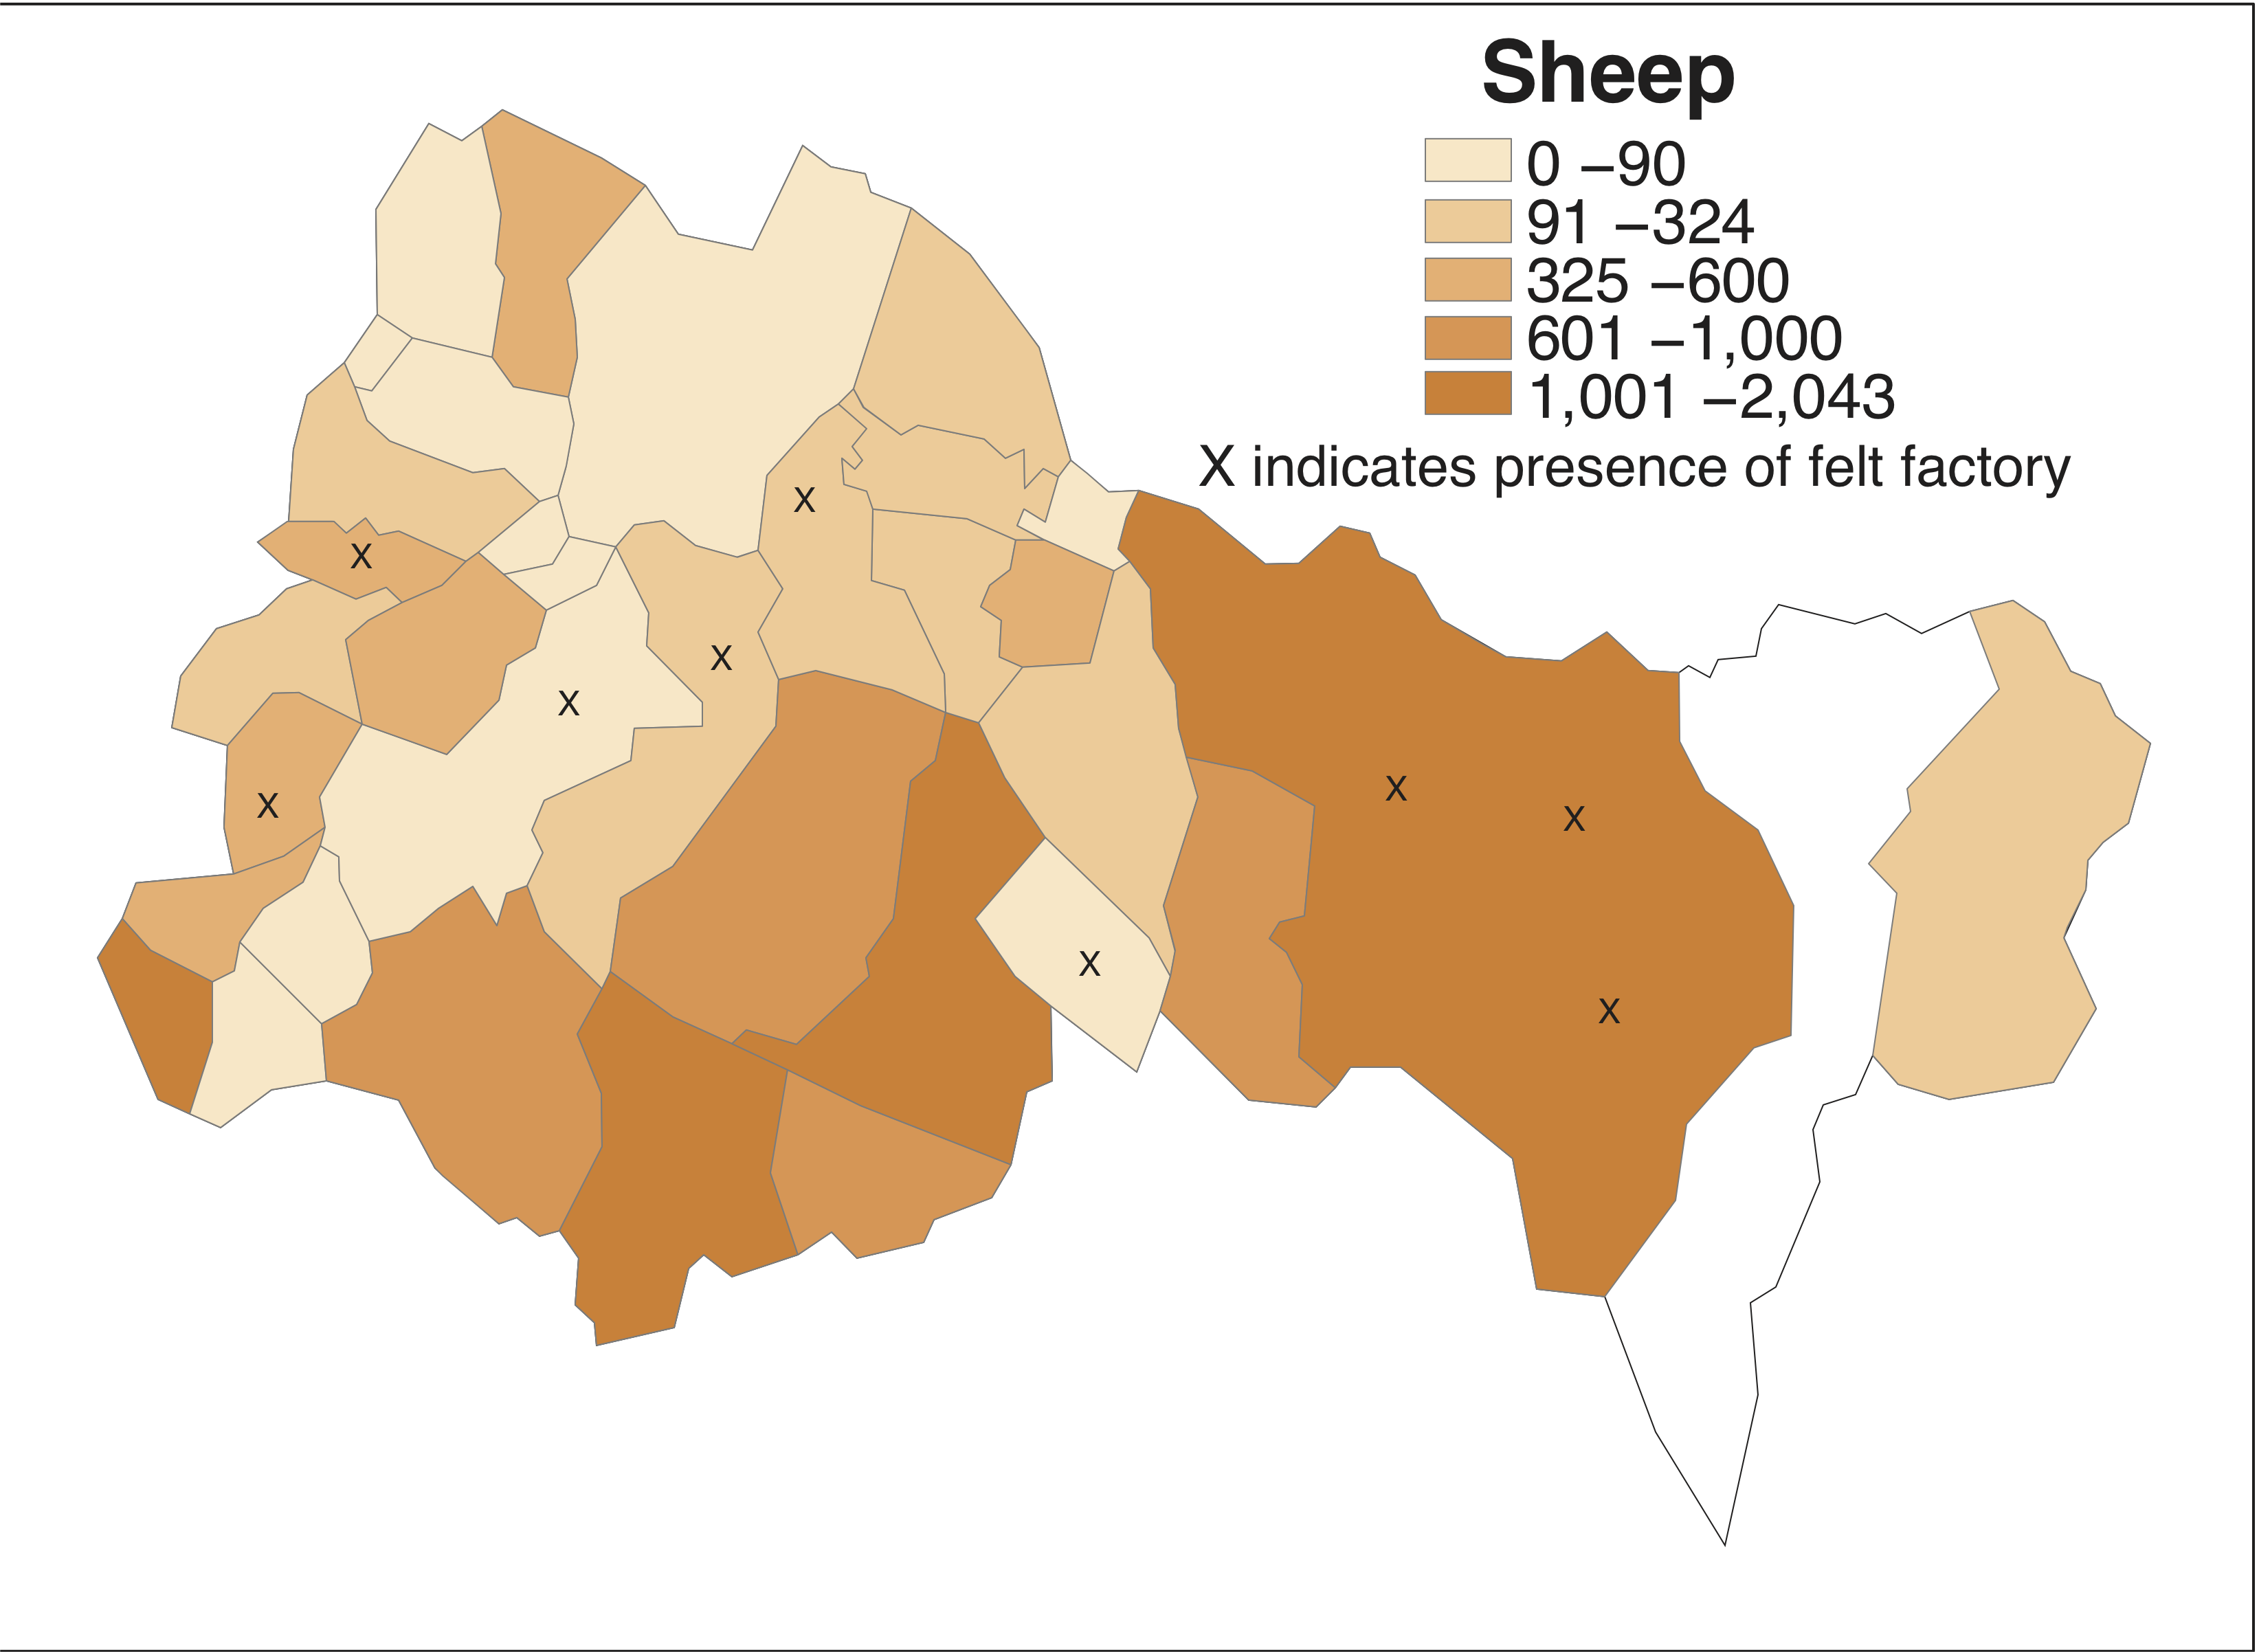 Sheep
0 –90
91 –324
325 –600
601 –1,000
1,001 –2,043
X indicates presence of felt factory
X
X
X
X
X
X
X
X
X